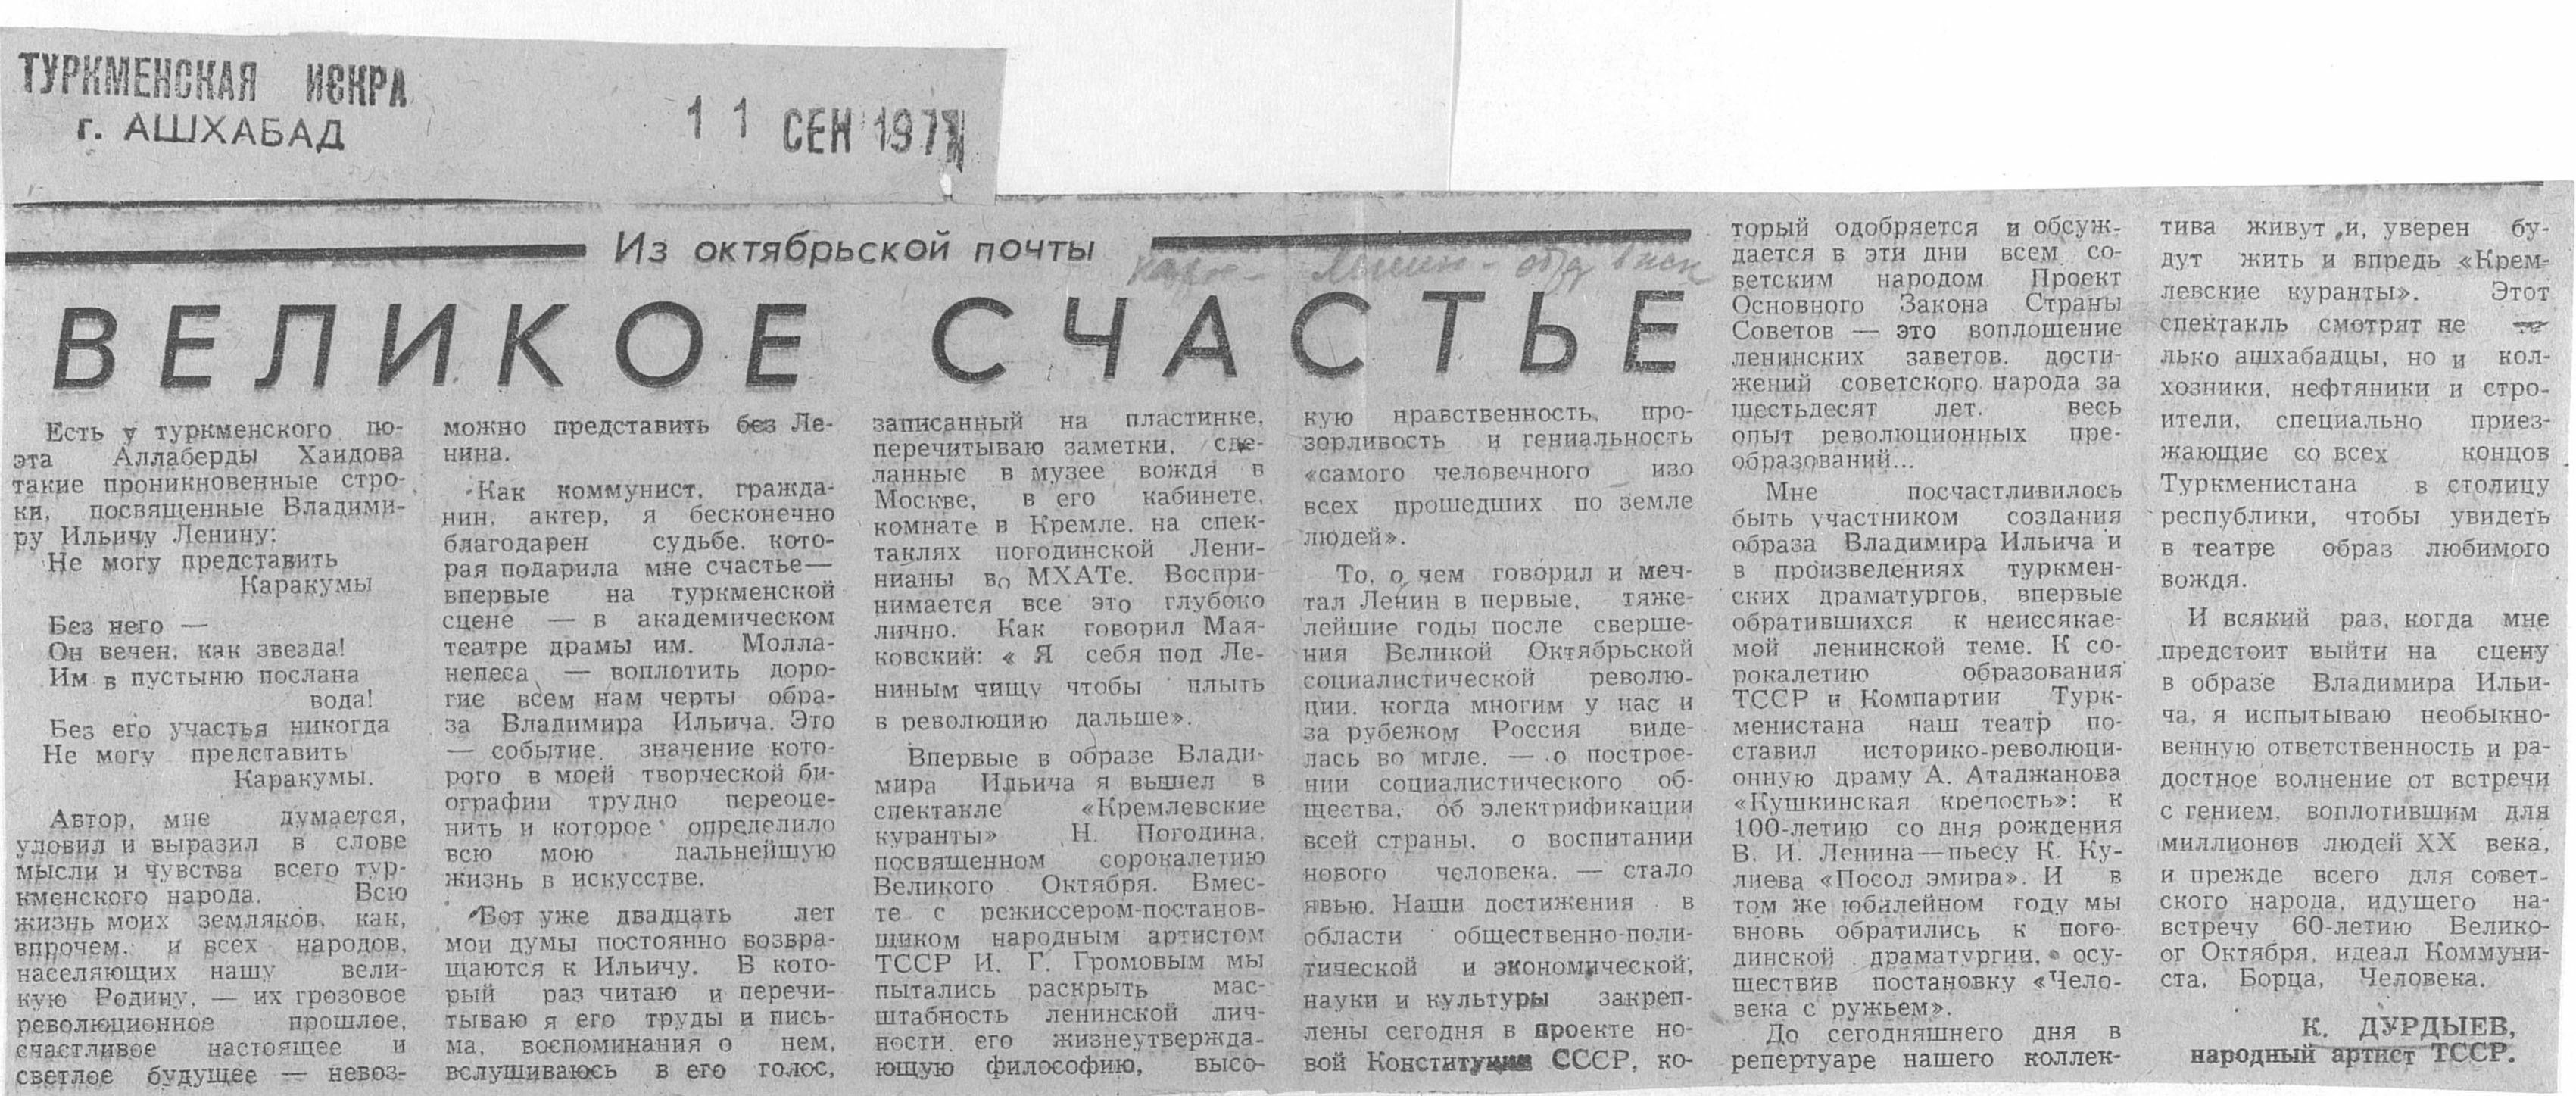 ТУРКМЕНСКАЯ ИСКРА
г. АШХАБАД
11 СЕН 197
Из октябрьской почты
ВЕЛИКОЕ СЧАСТЬЕ
Есть у туркменского по-
эта Аллаберды Хаидова
такие проникновенные стро-
ки, посвященные Владими-
ру Ильичу Ленину:
Не могу представить
Каракумы
Без него —
Он вечен, как звезда!
Им в пустыню послана
вода!
Без его участья никогда
Не могу представить
Каракумы.
Автор, мне думается,
уловил и выразил в слове
мысли и чувства всего тур-
кменского народа. Всю
жизнь моих земляков, как,
впрочем, и всех народов,
населяющих нашу вели-
кую Родину, — их грозовое
революционное прошлое,
счастливое настоящее и
светлое будущее — невоз-
можно представить без Ле-
нина.
Как коммунист, гражда-
нин, актер, я бесконечно
благодарен судьбе, кото-
рая подарила мне счастье—
впервые на туркменской
сцене — в академическом
театре драмы им. Молла-
непеса — воплотить доро-
гие всем нам черты обра-
за Владимира Ильича. Это
— событие, значение кото-
рого в моей творческой би-
ографии трудно переоце-
нить и которое определило
всю мою дальнейшую
жизнь в искусстве.
Вот уже двадцать лет
мои думы постоянно возвра-
щаются к Ильичу. В кото-
рый раз читаю и перечи-
тываю я его труды и пись-
ма, воспоминания о нем,
вслушиваюсь в его голос,
записанный на пластинке,
перечитываю заметки, сде-
ланные в музее вождя в
Москве, в его кабинете,
комнате в Кремле, на спек-
таклях погодинской Лени-
нианы во МХАТе. Воспри-
нимается все это глубоко
лично. Как говорил Мая-
ковский: « Я себя под Ле-
ниным чищу чтобы плыть
в революцию дальше».
Впервые в образе Влади-
мира Ильича я вышел в
спектакле «Кремлевские
куранты» Н. Погодина,
посвященном сорокалетию
Великого Октября. Вмес-
те с режиссером-постанов-
щиком народным артистом
ТССР И. Г. Громовым мы
пытались раскрыть мас-
штабность ленинской лич-
ности, его жизнеутвержда-
ющую философию, высо-
кую нравственность, про-
зорливость и гениальность
«самого человечного изо
всех прошедших по земле
людей».
То, о чем говорил и меч-
тал Ленин в первые, тяже-
лейшие годы после сверше-
ния Великой Октябрьской
социалистической револю-
ции, когда многим у нас и
за рубежом Россия виде-
лась во мгле, — о построе-
нии социалистического об-
щества, об электрификации
всей страны, о воспитании
нового человека, — стало
явью. Наши достижения в
области общественно-поли-
тической и экономической,
науки и культуры закреп-
лены сегодня в проекте но-
вой Конституции СССР, ко-
торый одобряется и обсуж-
дается в эти дни всем со-
ветским народом Проект
Основного Закона Страны
Советов — это воплощение
ленинских заветов, дости-
жений советского народа за
шестьдесят лет, весь
опыт революционных пре-
образований...
Мне посчастливилось
быть участником создания
образа Владимира Ильича и
в произведениях туркмен-
ских драматургов, впервые
обратившихся к неиссякае-
мой ленинской теме. К со-
рокалетию образования
ТССР и Компартии Турк-
менистана наш театр по-
ставил историко-революци-
онную драму А. Атаджанова
«Кушкинская крепость»: к
100-летию со дня рождения
В. И. Ленина—пьесу К. Ку-
лиева «Посол эмира». И в
том же юбилейном году мы
вновь обратились к пого-
динской драматургии, осу-
ществив постановку «Чело-
века с ружьем».
До сегодняшнего дня в
репертуаре нашего коллек-
тива живут и, уверен бу-
дут жить и впредь «Крем-
левские куранты». Этот
спектакль смотрят не
лько ашхабадцы, но и кол-
хозники, нефтяники и стро-
ители, специально приез-
жающие со всех концов
Туркменистана в столицу
республики, чтобы увидеть
в театре образ любимого
вождя.
И всякий раз, когда мне
предстоит выйти на сцену
в образе Владимира Ильи-
ча, я испытываю необыкно-
венную ответственность и ра-
достное волнение от встречи
с гением, воплотившим для
миллионов людей XX века,
и прежде всего для совет-
ского народа, идущего на-
встречу 60-летию Велико-
ог Октября, идеал Коммуни-
ста, Борца, Человека.
К. ДУРДЫЕВ,
народный артист ТССР.